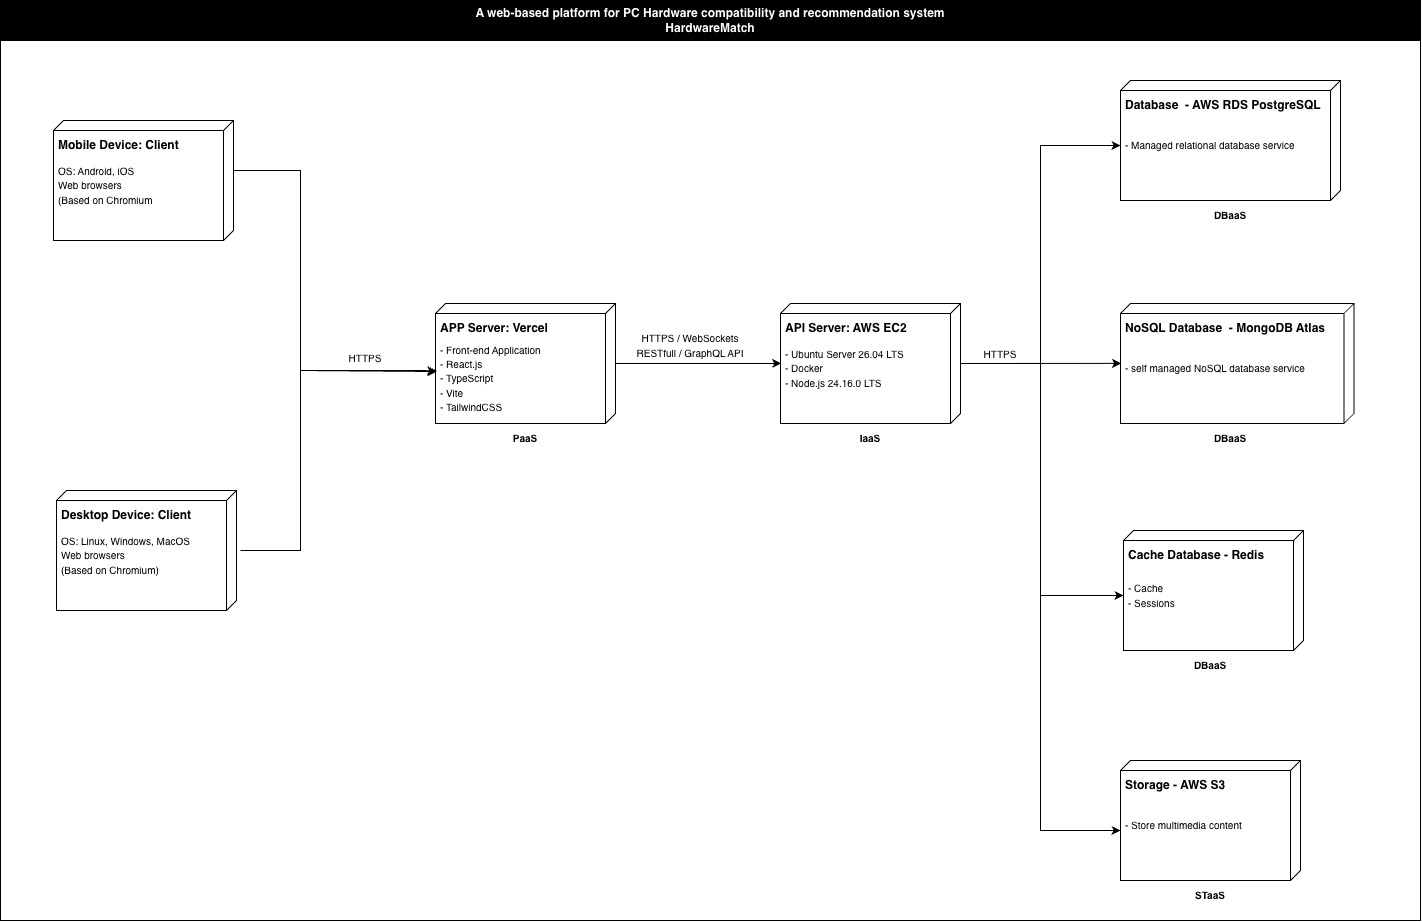 A web-based platform for PC Hardware compatibility and recommendation system
HardwareMatch
Mobile Device: Client
OS: Android, iOS
Web browsers
(Based on Chromium
Desktop Device: Client
OS: Linux, Windows, MacOS
Web browsers
(Based on Chromium)
HTTPS
APP Server: Vercel
- Front-end Application
- React.js
- TypeScript
- Vite
- TailwindCSS
PaaS
HTTPS / WebSockets
RESTfull / GraphQL API
API Server: AWS EC2
- Ubuntu Server 26.04 LTS
- Docker
- Node.js 24.16.0 LTS
IaaS
HTTPS
Database  - AWS RDS PostgreSQL
- Managed relational database service
DBaaS
NoSQL Database  - MongoDB Atlas
- self managed NoSQL database service
DBaaS
Cache Database - Redis
- Cache
- Sessions
DBaaS
Storage - AWS S3
- Store multimedia content
STaaS